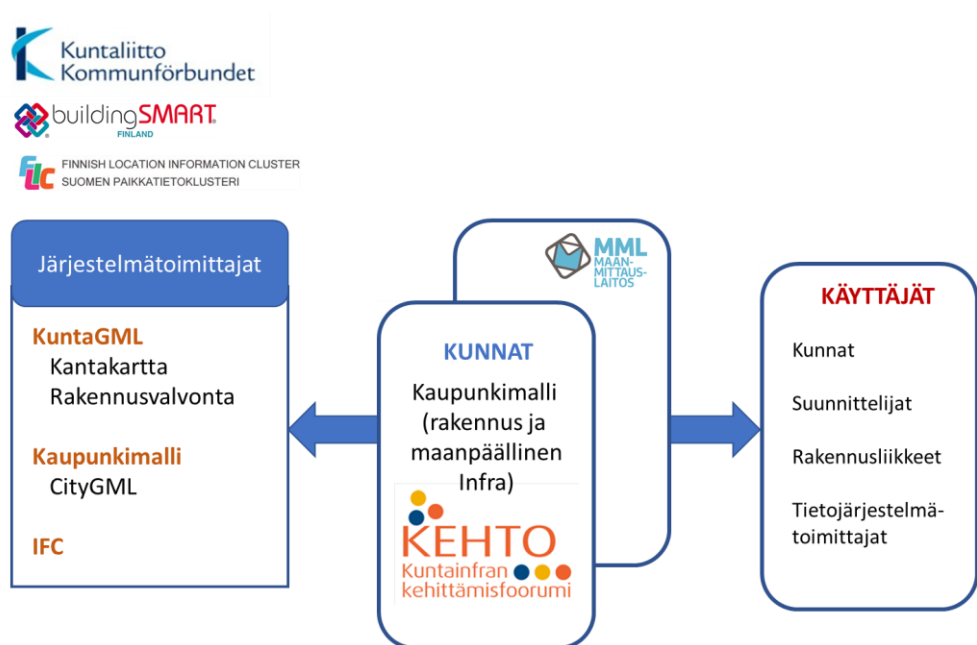 Kuntaliitto
Kommunförbundet
buildingSMART®
FINLAND
FLIC
FINNISH LOCATION INFORMATION CLUSTER
SUOMEN PAIKKATIETOKLUSTERI
Järjestelmätoimittajat
KuntaGML
Kantakartta
Rakennusvalvonta
Kaupunkimalli
CityGML
IFC
MML
MAAN-
MITTAUS-
LAITOS
KUNNAT
Kaupunkimalli
(rakennus ja
maanpäällinen
Infra)
KEHTO
Kuntainfran
kehittämisfoorumi
KÄYTTÄJÄT
Kunnat
Suunnittelijat
Rakennusliikkeet
Tietojärjestelmä-
toimittajat